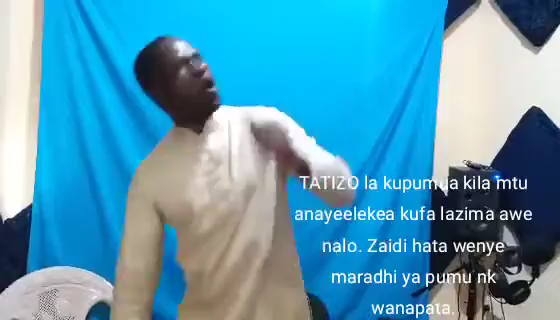 TATIZO la kupumua kila mtu
anayeelekea kufa lazima awe
nalo. Zaidi hata wenye
maradhi ya pumu nk
wanapata.